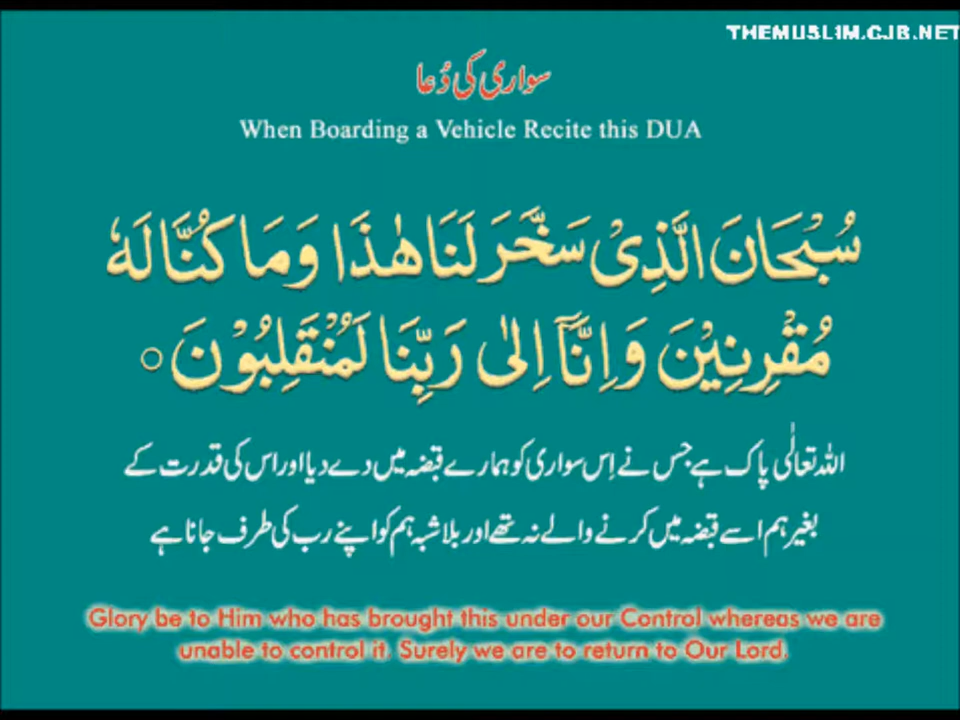 THEMUSLIM.CJB.NET
سواری کی دُعا
When Boarding a Vehicle Recite this DUA
سُبْحَانَ الَّذِیْ سَخَّرَ لَنَا هٰذَا وَمَا كُنَّا لَهٗ
مُقْرِنِیْنَ وَاِنَّاۤ اِلٰی رَبِّنَا لَمُنْقَلِبُوْنَ ○
اللہ تعالٰی پاک ہے جس نے اِس سواری کو ہمارے قبضہ میں دے دیا اور اس کی قدرت کے
بغیر ہم اسے قبضہ میں کرنے والے نہ تھے اور بلا شبہ ہم کو اپنے رب کی طرف جانا ہے
Glory be to Him who has brought this under our Control whereas we are
unable to control it. Surely we are to return to Our Lord.